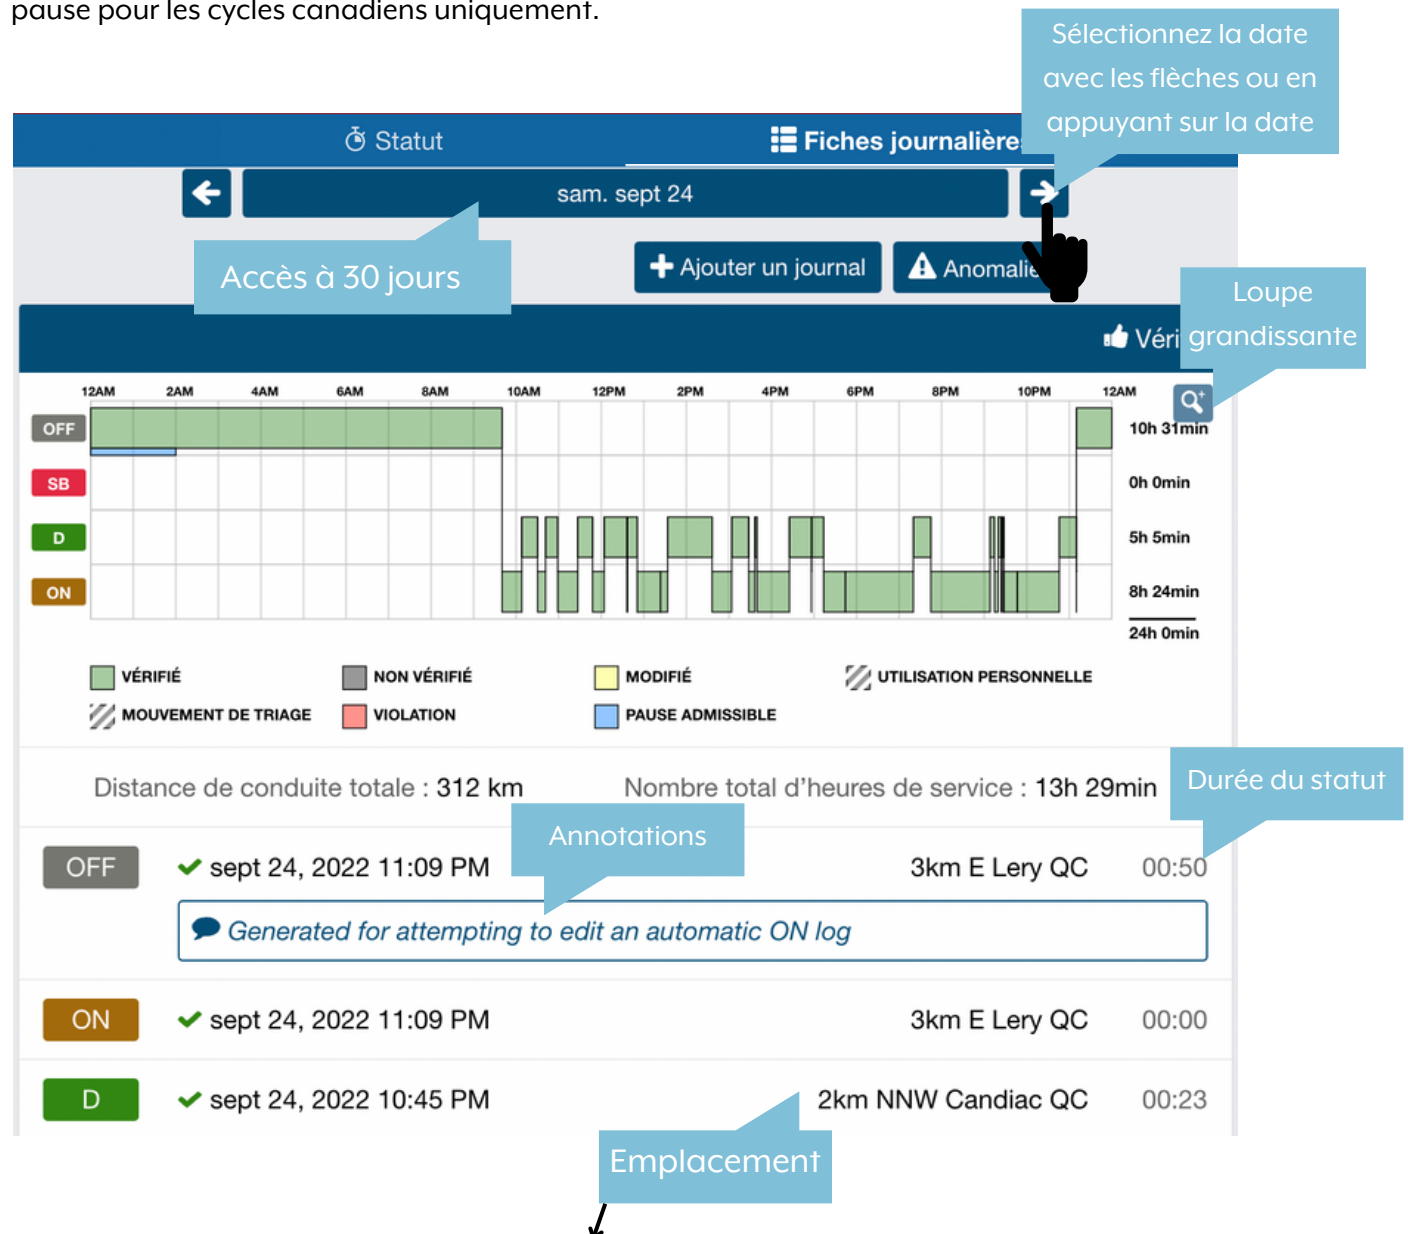 pause pour les cycles canadiens uniquement.
Sélectionnez la date
avec les flèches ou en
appuyant sur la date
Statut
Fiches journalière
sam. sept 24
Accès à 30 jours
Ajouter un journal
Anomalie
Loupe
grandissante
Véri
12AM 2AM 4AM 6AM 8AM 10AM 12PM 2PM 4PM 6PM 8PM 10PM 12AM
OFF 10h 31min
SB 0h 0min
D 5h 5min
ON 8h 24min
24h 0min
VÉRIFIÉ NON VÉRIFIÉ MODIFIÉ UTILISATION PERSONNELLE
MOUVEMENT DE TRIAGE VIOLATION PAUSE ADMISSIBLE
Distance de conduite totale : 312 km Nombre total d'heures de service : 13h 29min
Durée du statut
Annotations
OFF sept 24, 2022 11:09 PM 3km E Lery QC 00:50
Generated for attempting to edit an automatic ON log
ON sept 24, 2022 11:09 PM 3km E Lery QC 00:00
D sept 24, 2022 10:45 PM 2km NNW Candiac QC 00:23
Emplacement